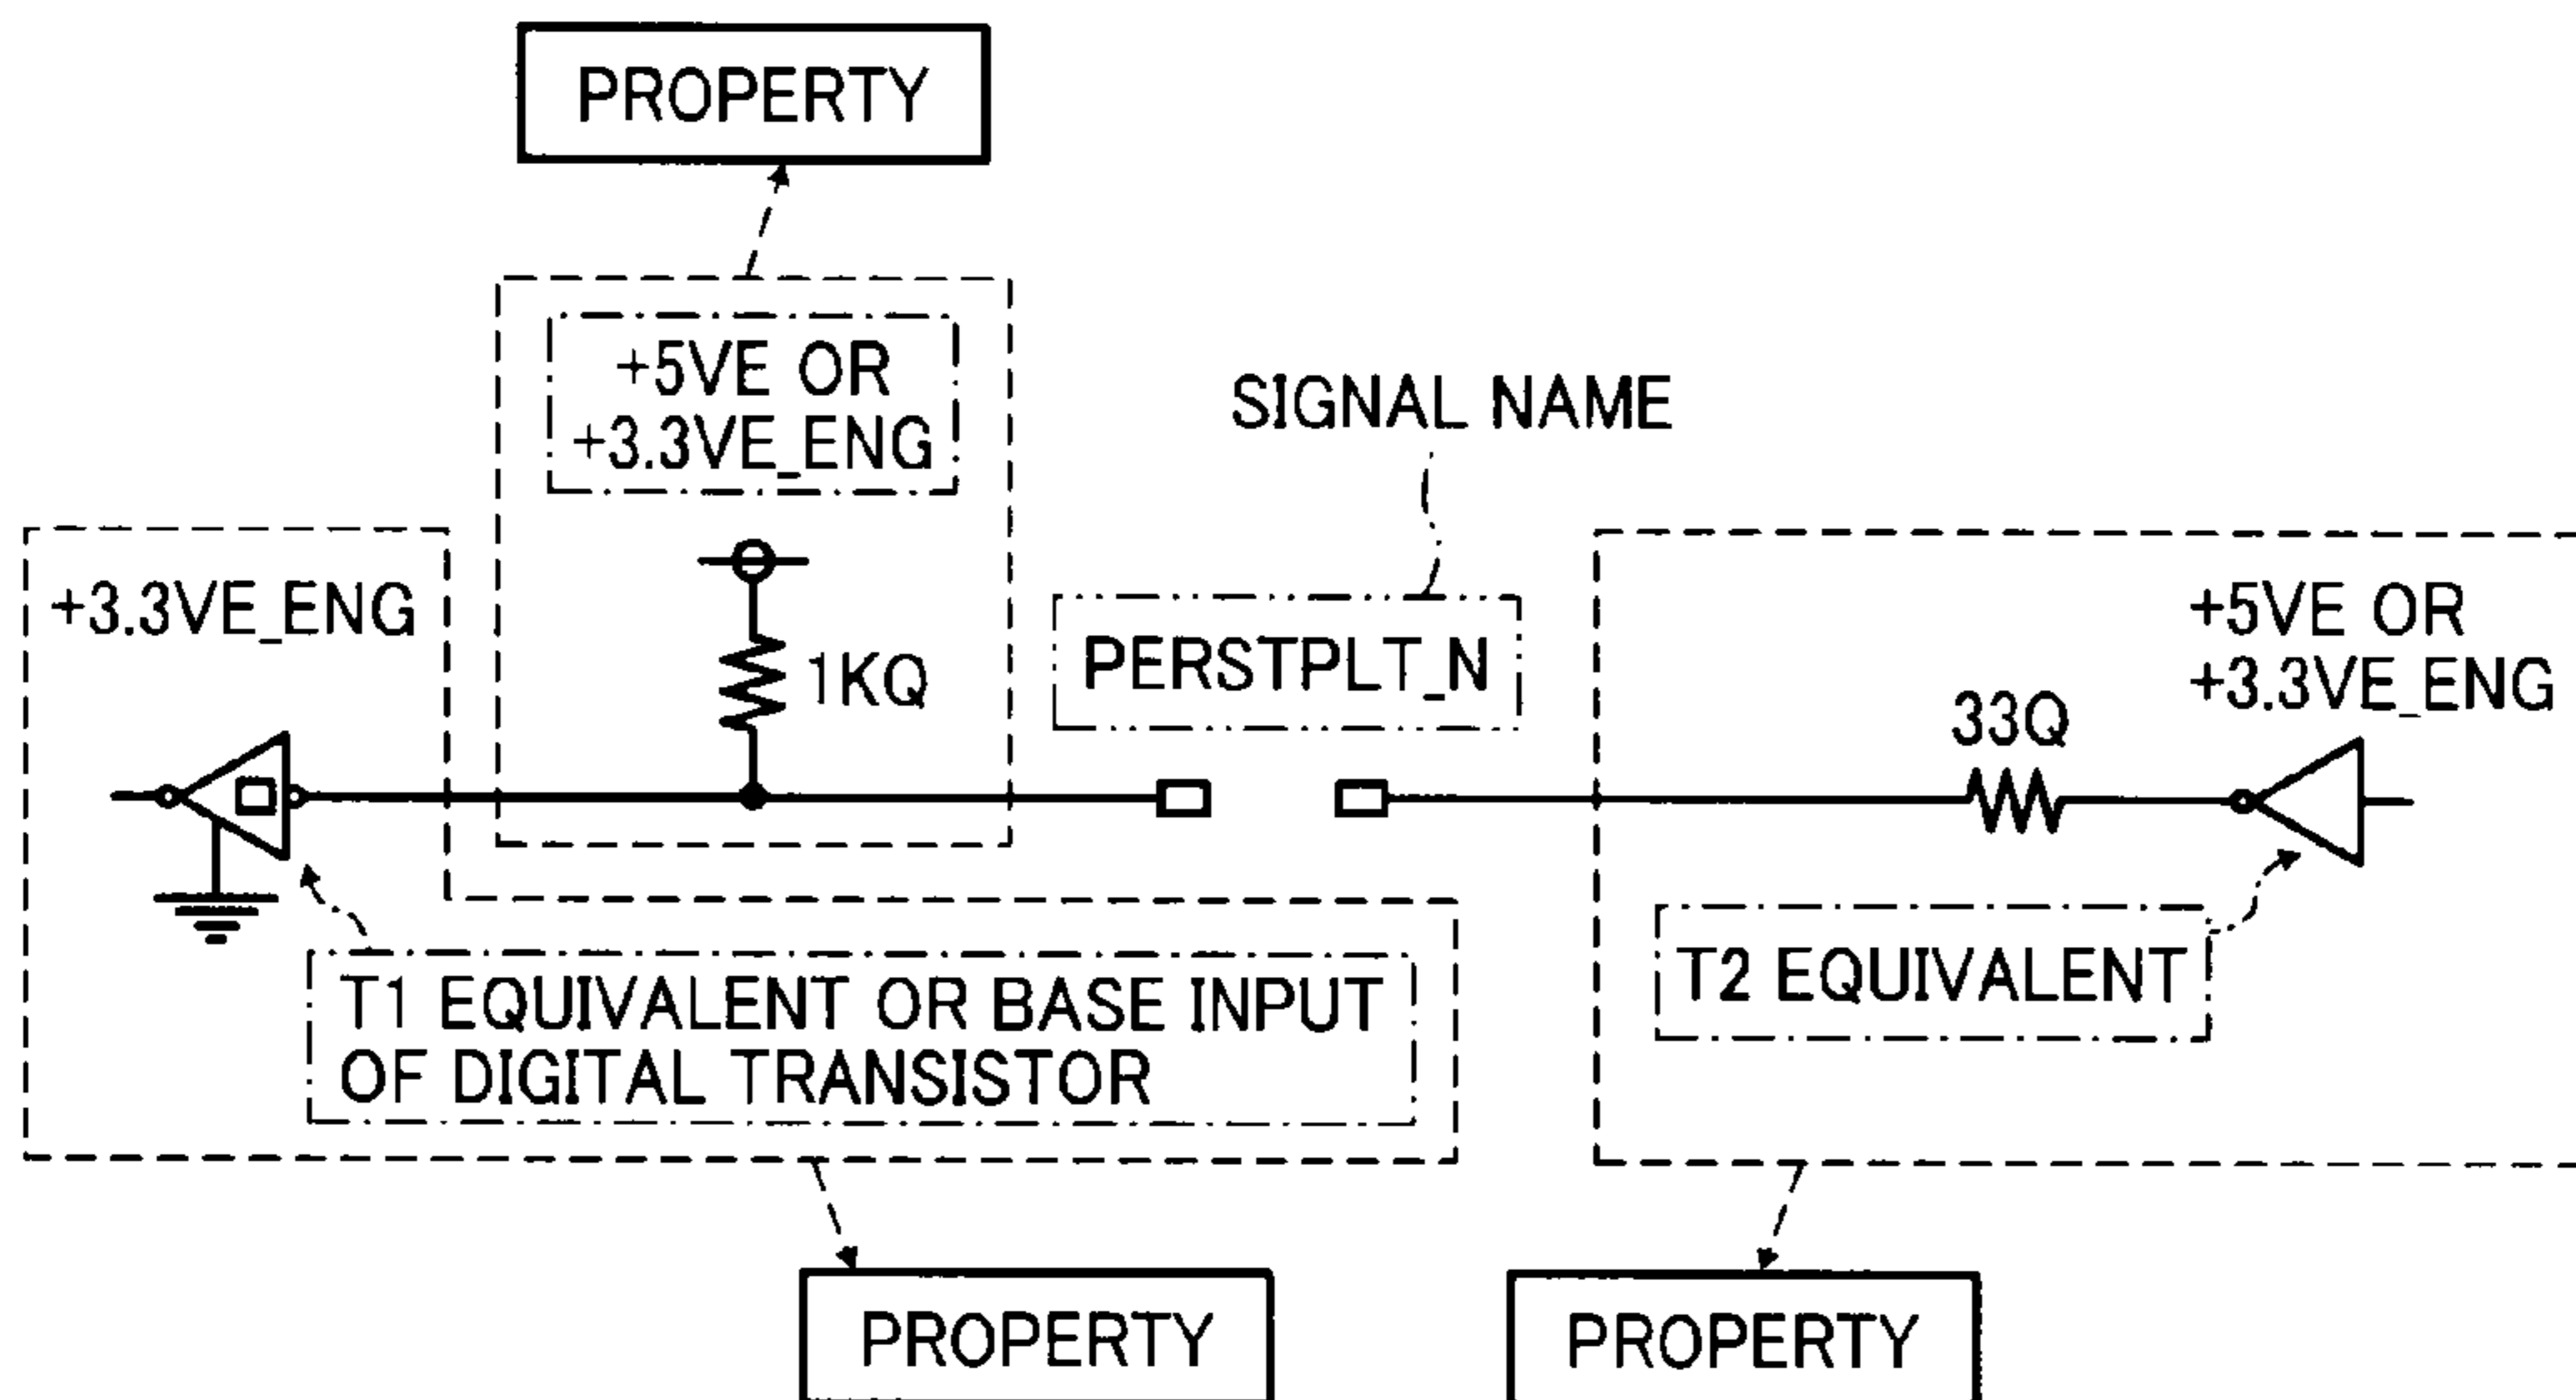 PROPERTY
+5VE OR
+3.3VE_ENG
SIGNAL NAME
+3.3VE_ENG
1KQ
PERSTPLT_N
+5VE OR
+3.3VE_ENG
33Q
T1 EQUIVALENT OR BASE INPUT
OF DIGITAL TRANSISTOR
T2 EQUIVALENT
PROPERTY
PROPERTY